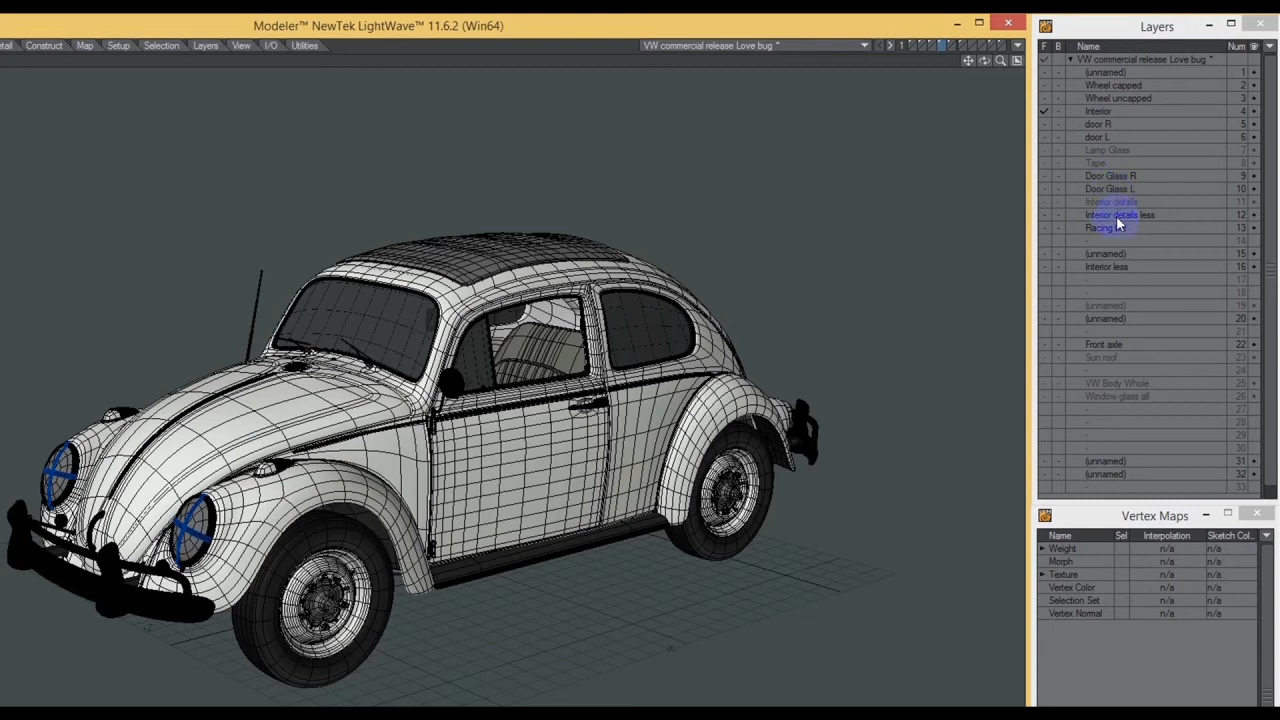 Modeler™ NewTek LightWave™ 11.6.2 (Win64)
Construct Map Setup Selection Layers View I/O Utilities VW commercial release Love bug * 1
Layers
F B Name Num
VW commercial release Love bug *
(unnamed) 1
Wheel capped 2
Wheel uncapped 3
Interior 4
door R 5
door L 6
Lamp Glass 7
Tape 8
Door Glass R 9
Door Glass L 10
Interior details 11
Interior details less 12
Racing 13
- 14
(unnamed) 15
Interior less 16
- 17
- 18
(unnamed) 19
(unnamed) 20
- 21
Front axle 22
Sun roof 23
- 24
VW Body Whole 25
Window glass all 26
- 27
- 28
- 29
- 30
(unnamed) 31
(unnamed) 32
- 33
Vertex Maps
Name Sel Interpolation Sketch Col...
Weight n/a n/a
Morph n/a n/a
Texture n/a n/a
Vertex Color n/a n/a
Selection Set n/a n/a
Vertex Normal n/a n/a